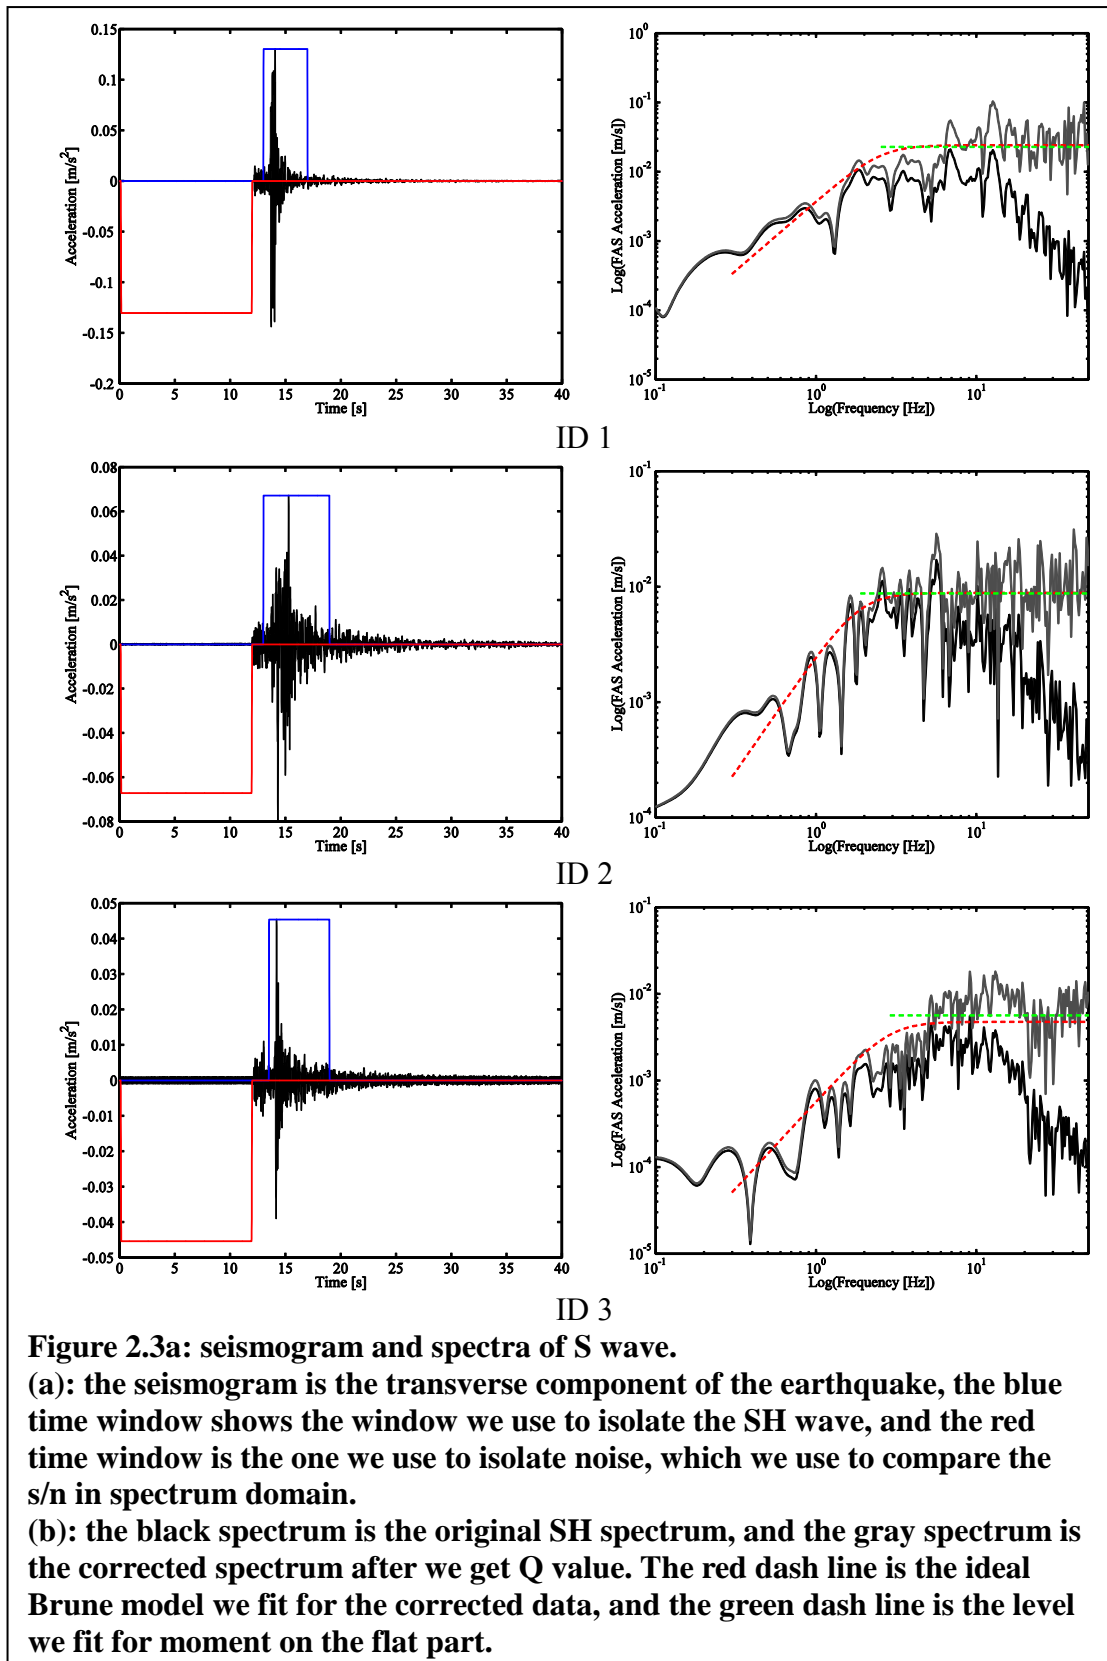 0.15
0.1
0.05
0
-0.05
-0.1
-0.15
-0.2
Acceleration [m/s²]
0 5 10 15 20 25 30 35 40
Time [s]
10⁰
10⁻¹
10⁻²
10⁻³
10⁻⁴
10⁻⁵
Log(FAS Acceleration [m/s])
10⁻¹ 10⁰ 10¹
Log(Frequency [Hz])
ID 1
0.08
0.06
0.04
0.02
0
-0.02
-0.04
-0.06
-0.08
Acceleration [m/s²]
0 5 10 15 20 25 30 35 40
Time [s]
10⁻¹
10⁻²
10⁻³
10⁻⁴
Log(FAS Acceleration [m/s])
10⁻¹ 10⁰ 10¹
Log(Frequency [Hz])
ID 2
0.05
0.04
0.03
0.02
0.01
0
-0.01
-0.02
-0.03
-0.04
-0.05
Acceleration [m/s²]
0 5 10 15 20 25 30 35 40
Time [s]
10⁻¹
10⁻²
10⁻³
10⁻⁴
10⁻⁵
Log(FAS Acceleration [m/s])
10⁻¹ 10⁰ 10¹
Log(Frequency [Hz])
ID 3
Figure 2.3a: seismogram and spectra of S wave.
(a): the seismogram is the transverse component of the earthquake, the blue
time window shows the window we use to isolate the SH wave, and the red
time window is the one we use to isolate noise, which we use to compare the
s/n in spectrum domain.
(b): the black spectrum is the original SH spectrum, and the gray spectrum is
the corrected spectrum after we get Q value. The red dash line is the ideal
Brune model we fit for the corrected data, and the green dash line is the level
we fit for moment on the flat part.